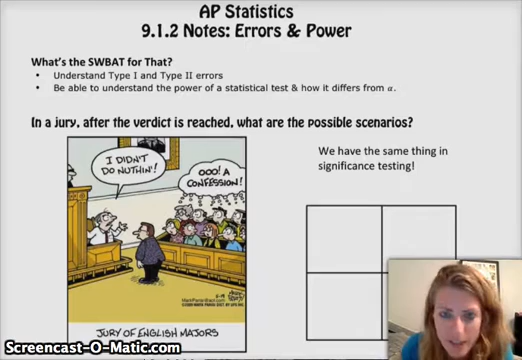 AP Statistics
9.1.2 Notes: Errors & Power
What's the SWBAT for That?
• Understand Type I and Type II errors
• Be able to understand the power of a statistical test & how it differs from α.
In a jury, after the verdict is reached, what are the possible scenarios?
I DIDN'T
DO NUTHIN'!
OOO! A
CONFESSION!
We have the same thing in
significance testing!
JURY OF ENGLISH MAJORS
Screencast-O-Matic.com